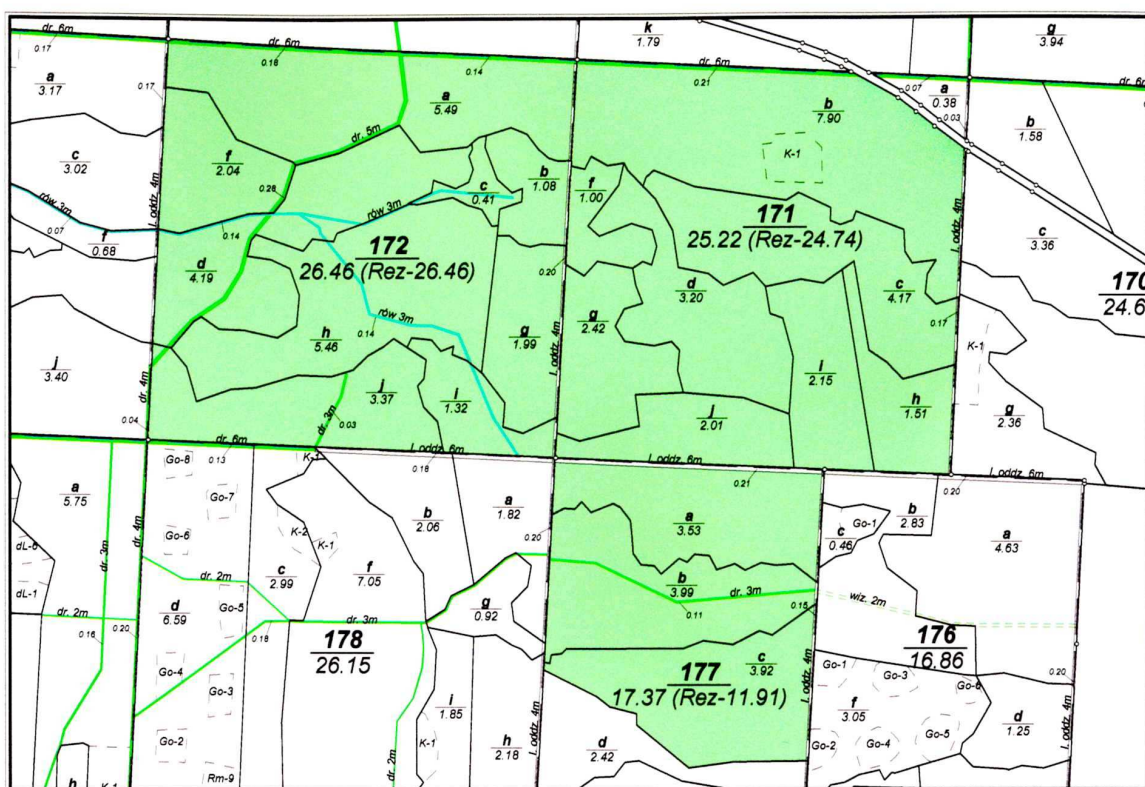 k
1.79
g
3.94
dr. 6m
0.17
dr. 6m
0.18
0.14
dr. 6m
0.21
dr. 6m
0.07
a
0.38
0.03
dr. 6m
a
3.17
0.17
a
5.49
b
7.90
b
1.58
dr. 5m
K-1
c
3.02
f
2.04
0.26
b
1.08
c
0.41
f
1.00
l. oddz. 4m
l. oddz. 4m
rów 3m
0.07
f
0.68
0.14
rów 3m
172
26.46 (Rez-26.46)
171
25.22 (Rez-24.74)
c
3.36
170
24.6
d
4.19
0.20
d
3.20
c
4.17
0.17
rów 3m
0.14
h
5.46
g
1.99
g
2.42
l. oddz. 4m
K-1
j
3.40
dr. 4m
j
3.37
i
1.32
i
2.15
h
1.51
g
2.36
dr. 3m
0.03
j
2.01
0.04
dr. 6m
0.13
l. oddz. 6m
0.18
l. oddz. 6m
0.21
l. oddz. 6m
0.20
K-1
Go-8
Go-7
a
5.75
b
2.06
a
1.82
a
3.53
b
2.83
a
4.63
Go-1
c
0.46
dr. 4m
Go-6
K-2
K-1
0.20
dL-6
dL-1
dr. 3m
c
2.99
f
7.05
dr. 2m
b
3.99
dr. 3m
0.11
0.15
wiz. 2m
dr. 2m
d
6.59
Go-5
g
0.92
0.16
0.20
0.18
dr. 3m
178
26.15
177
17.37 (Rez-11.91)
c
3.92
176
16.86
Go-4
Go-3
Go-1
Go-3
Go-6
0.20
i
1.85
f
3.05
d
1.25
l. oddz. 4m
l. oddz. 4m
Go-2
K-1
h
2.18
d
2.42
Go-2
Go-4
Go-5
Rm-9
dr. 2m
h
K-1